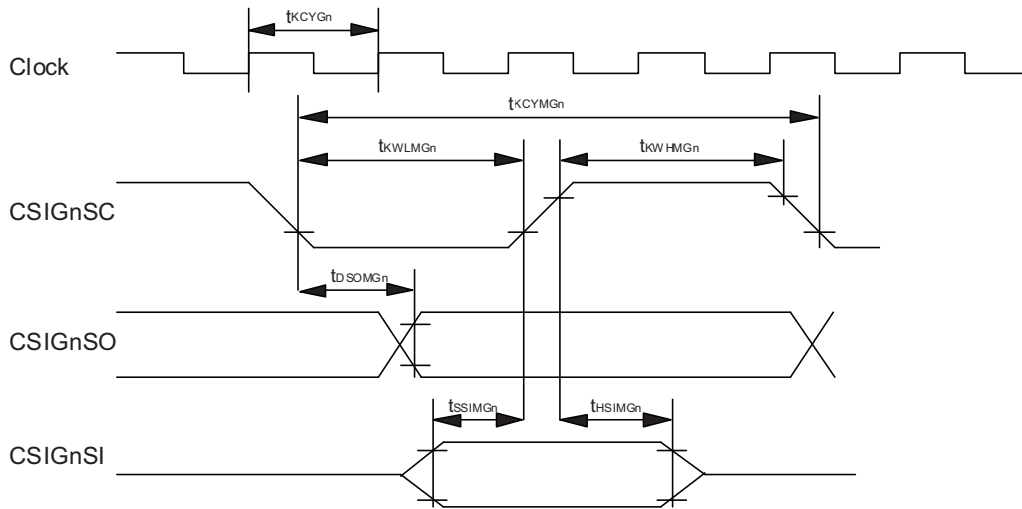 tKCYGn
Clock
tKCYMGn
tKWLMGn
tKWHMGn
CSIGnSC
tDSOMGn
CSIGnSO
tSSIMGn
tHSIMGn
CSIGnSI